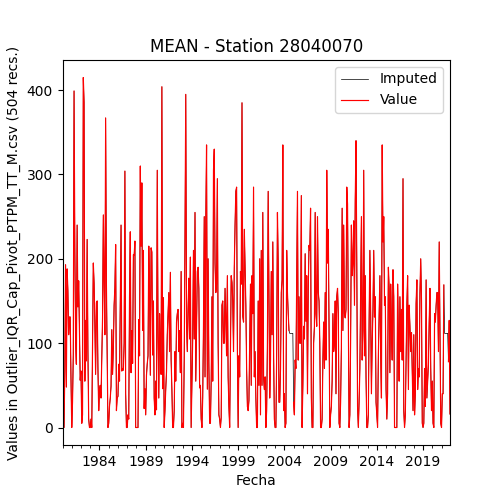 MEAN - Station 28040070
Imputed
Value
Values in Outlier_IQR_Cap_Pivot_PTPM_TT_M.csv (504 recs.)
400
300
200
100
0
1984 1989 1994 1999 2004 2009 2014 2019
Fecha